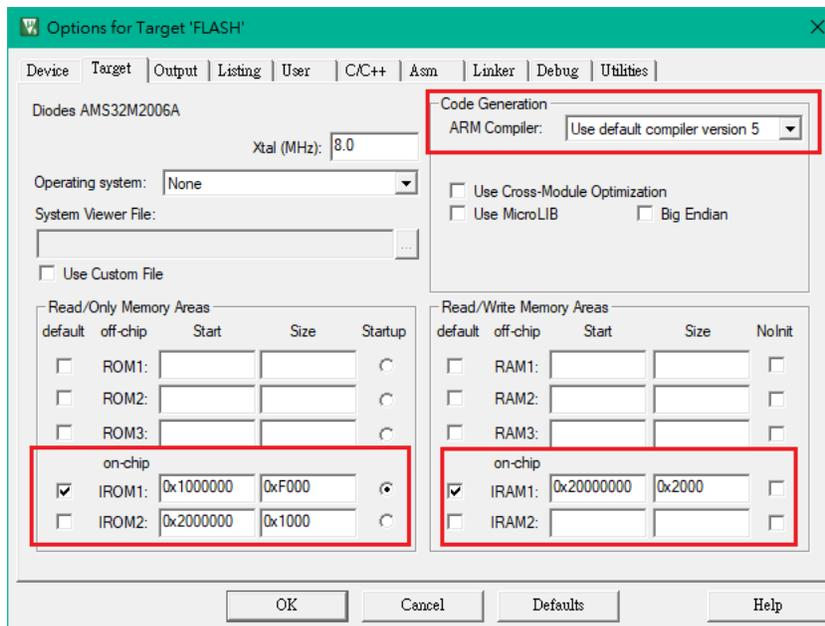 Options for Target 'FLASH'
Device Target Output Listing User C/C++ Asm Linker Debug Utilities
Diodes AMS32M2006A
Xtal (MHz): 8.0
Operating system: None
System Viewer File:
...
Use Custom File
Code Generation
ARM Compiler: Use default compiler version 5
Use Cross-Module Optimization
Use MicroLIB Big Endian
Read/Only Memory Areas
default off-chip Start Size Startup
ROM1:
ROM2:
ROM3:
on-chip
IROM1: 0x1000000 0xF000
IROM2: 0x2000000 0x1000
Read/Write Memory Areas
default off-chip Start Size NoInit
RAM1:
RAM2:
RAM3:
on-chip
IRAM1: 0x20000000 0x2000
IRAM2:
OK Cancel Defaults Help